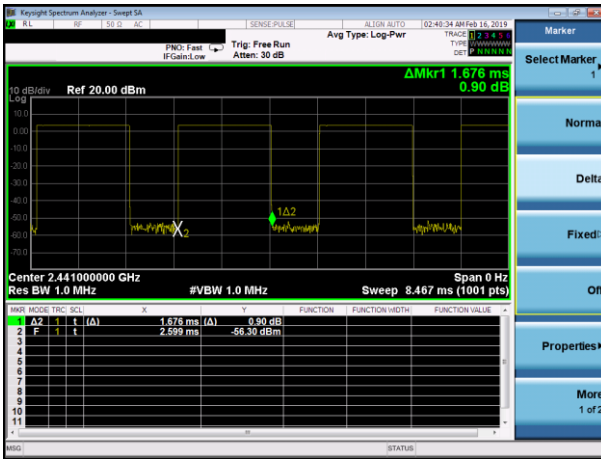 Keysight Spectrum Analyzer - Swept SA
RL RF 50 Ω AC SENSE:PULSE ALIGN AUTO 02:40:34 AM Feb 16, 2019
Avg Type: Log-Pwr TRACE 1 2 3 4 5 6
PNO: Fast Trig: Free Run TYPE WWWWWW
IFGain:Low Atten: 30 dB DET P NNNNN
ΔMkr1 1.676 ms
10 dB/div Ref 20.00 dBm 0.90 dB
Log
10.0
0.00
-10.0
-20.0
-30.0
-40.0
-50.0
-60.0
-70.0
1Δ2
2
Center 2.441000000 GHz Span 0 Hz
Res BW 1.0 MHz #VBW 1.0 MHz Sweep 8.467 ms (1001 pts)
MKR MODE TRC SCL X Y FUNCTION FUNCTION WIDTH FUNCTION VALUE
1 Δ2 1 t (Δ) 1.676 ms (Δ) 0.90 dB
2 F 1 t 2.599 ms -56.30 dBm
3
4
5
6
7
8
9
10
11
MSG STATUS
Marker
Select Marker
1
Norma
Delta
Fixed
Of
Properties
More
1 of 2